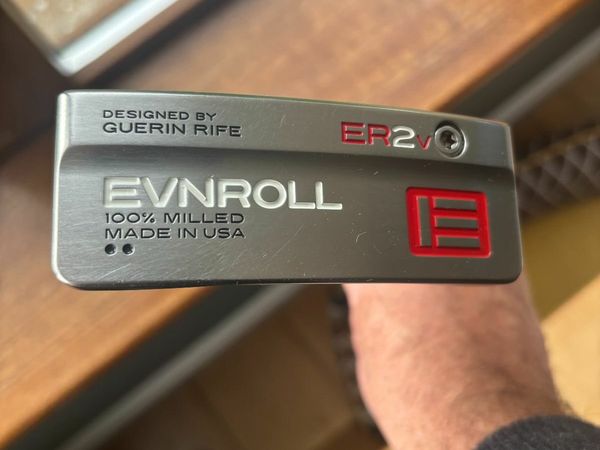 DESIGNED BY
GUERIN RIFE
ER2v
EVNROLL
100% MILLED
MADE IN USA
E